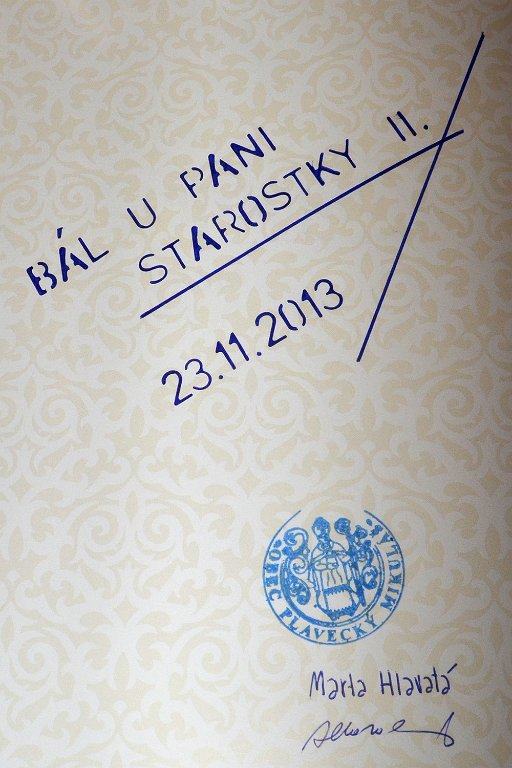 BÁL U PANI
STAROSTKY II.
23.11.2013
OBEC PLAVECKÝ MIKULÁŠ
Marta Hlavatá